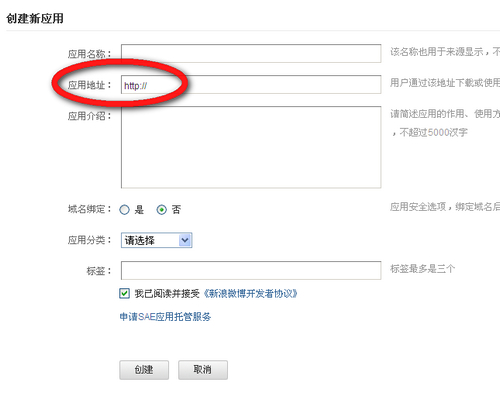 创建新应用
应用名称：
该名称也用于来源显示，不
应用地址： http://
用户通过该地址下载或使用
应用介绍：
请简述应用的作用、使用方
，不超过5000汉字
域名绑定： 是 否
应用安全选项，绑定域名后
应用分类： 请选择
标签：
标签最多是三个
我已阅读并接受《新浪微博开发者协议》
申请SAE应用托管服务
创建 取消